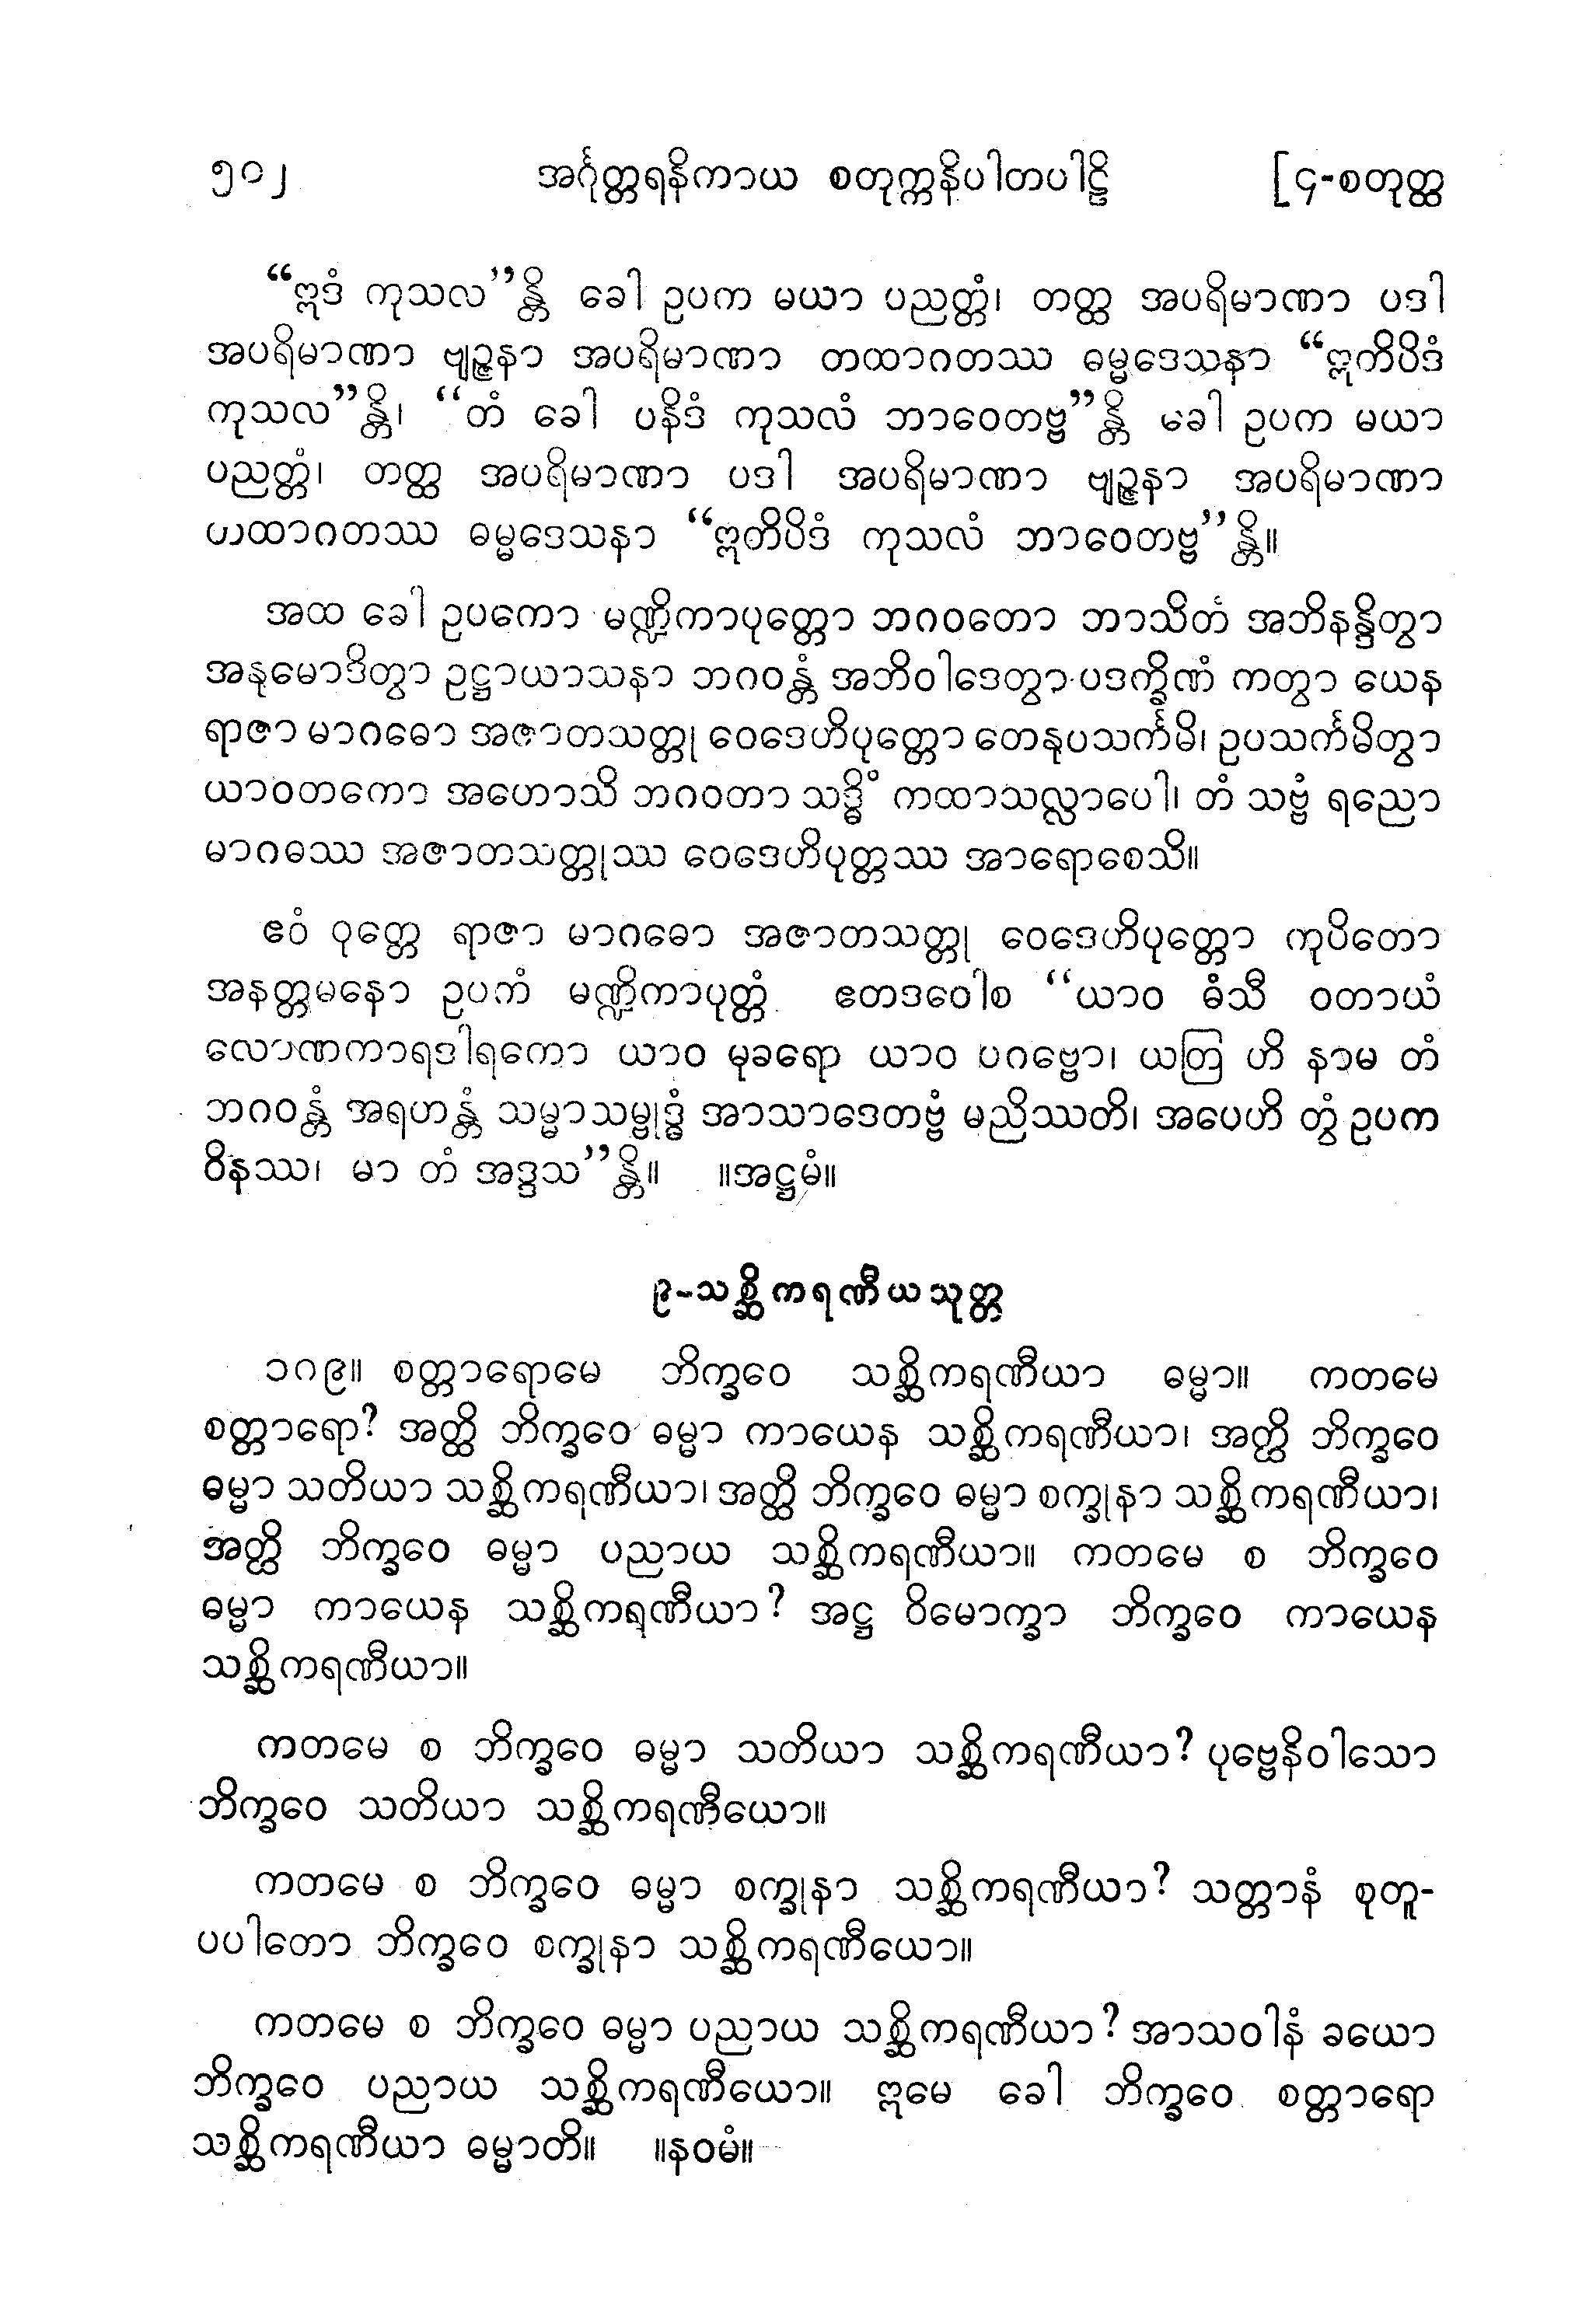 ၅၀၂ အင်္ဂုတ္တရနိကာယ စတုက္ကနိပါတပါဠိ [၄-စတုတ္ထ
“ဣဒံ ကုသလ”န္တိ ခေါ ဥပက မယာ ပညတ္တံ၊ တတ္ထ အပရိမာဏာ ပဒါ
အပရိမာဏာ ဗျဉ္ဇနာ အပရိမာဏာ တထာဂတဿ ဓမ္မဒေသနာ “ဣတိပိဒံ
ကုသလ”န္တိ၊ “တံ ခေါ ပနိဒံ ကုသလံ ဘာဝေတဗ္ဗ”န္တိ ခေါ ဥပက မယာ
ပညတ္တံ၊ တတ္ထ အပရိမာဏာ ပဒါ အပရိမာဏာ ဗျဉ္ဇနာ အပရိမာဏာ
တထာဂတဿ ဓမ္မဒေသနာ “ဣတိပိဒံ ကုသလံ ဘာဝေတဗ္ဗ”န္တိ။
အထ ခေါ ဥပကော မဏ္ဍိကာပုတ္တော ဘဂဝတော ဘာသိတံ အဘိနန္ဒိတွာ
အနုမောဒိတွာ ဥဋ္ဌာယာသနာ ဘဂဝန္တံ အဘိဝါဒေတွာ ပဒက္ခိဏံ ကတွာ ယေန
ရာဇာ မာဂဓော အဇာတသတ္တု ဝေဒေဟိပုတ္တော တေနုပသင်္ကမိ၊ ဥပသင်္ကမိတွာ
ယာဝတကော အဟောသိ ဘဂဝတာ သဒ္ဓိံ ကထာသလ္လာပေါ၊ တံ သဗ္ဗံ ရညော
မာဂဓဿ အဇာတသတ္တုဿ ဝေဒေဟိပုတ္တဿ အာရောစေသိ။
ဧဝံ ဝုတ္တေ ရာဇာ မာဂဓော အဇာတသတ္တု ဝေဒေဟိပုတ္တော ကုပိတော
အနတ္တမနော ဥပကံ မဏ္ဍိကာပုတ္တံ ဧတဒဝေါစ “ယာဝ ဓံသီ ဝတာယံ
လောဏကာရဒါရကော ယာဝ မုခရော ယာဝ ပဂဗ္ဗော၊ ယတြ ဟိ နာမ တံ
ဘဂဝန္တံ အရဟန္တံ သမ္မာသမ္ဗုဒ္ဓံ အာသာဒေတဗ္ဗံ မညိဿတိ၊ အပေဟိ တွံ ဥပက
ဝိနဿ၊ မာ တံ အဒ္ဒသ”န္တိ။ ။အဋ္ဌမံ။
၉-သစ္ဆိကရဏီယသုတ္တ
၁၈၉။ စတ္တာရောမေ ဘိက္ခဝေ သစ္ဆိကရဏီယာ ဓမ္မာ။ ကတမေ
စတ္တာရော? အတ္ထိ ဘိက္ခဝေ ဓမ္မာ ကာယေန သစ္ဆိကရဏီယာ၊ အတ္ထိ ဘိက္ခဝေ
ဓမ္မာ သတိယာ သစ္ဆိကရဏီယာ၊ အတ္ထိ ဘိက္ခဝေ ဓမ္မာ စက္ခုနာ သစ္ဆိကရဏီယာ၊
အတ္ထိ ဘိက္ခဝေ ဓမ္မာ ပညာယ သစ္ဆိကရဏီယာ။ ကတမေ စ ဘိက္ခဝေ
ဓမ္မာ ကာယေန သစ္ဆိကရဏီယာ? အဋ္ဌ ဝိမောက္ခာ ဘိက္ခဝေ ကာယေန
သစ္ဆိကရဏီယာ။
ကတမေ စ ဘိက္ခဝေ ဓမ္မာ သတိယာ သစ္ဆိကရဏီယာ? ပုဗ္ဗေနိဝါသော
ဘိက္ခဝေ သတိယာ သစ္ဆိကရဏီယော။
ကတမေ စ ဘိက္ခဝေ ဓမ္မာ စက္ခုနာ သစ္ဆိကရဏီယာ? သတ္တာနံ စုတူ-
ပပါတော ဘိက္ခဝေ စက္ခုနာ သစ္ဆိကရဏီယော။
ကတမေ စ ဘိက္ခဝေ ဓမ္မာ ပညာယ သစ္ဆိကရဏီယာ? အာသဝါနံ ခယော
ဘိက္ခဝေ ပညာယ သစ္ဆိကရဏီယော။ ဣမေ ခေါ ဘိက္ခဝေ စတ္တာရော
သစ္ဆိကရဏီယာ ဓမ္မာတိ။ ။နဝမံ။